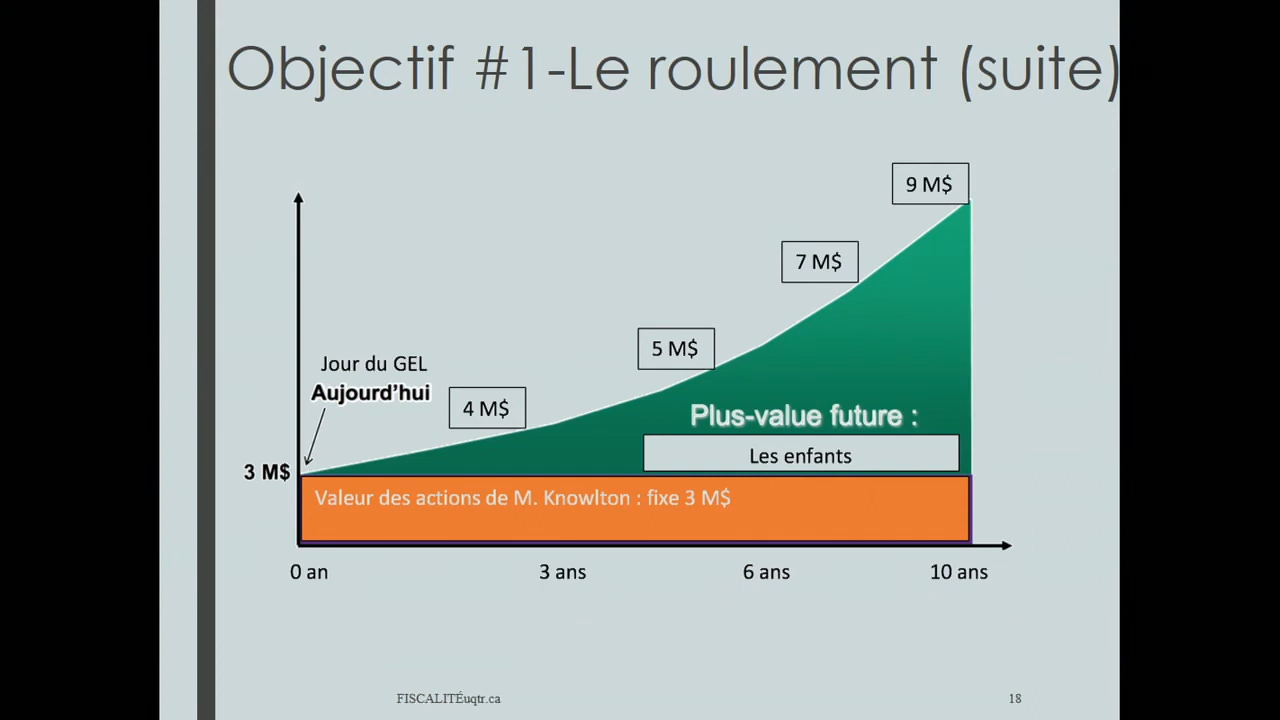 Objectif #1-Le roulement (suite)
9 M$
7 M$
5 M$
Jour du GEL
Aujourd’hui
4 M$
Plus-value future :
Les enfants
3 M$
Valeur des actions de M. Knowlton : fixe 3 M$
0 an
3 ans
6 ans
10 ans
FISCALITÉuqtr.ca
18